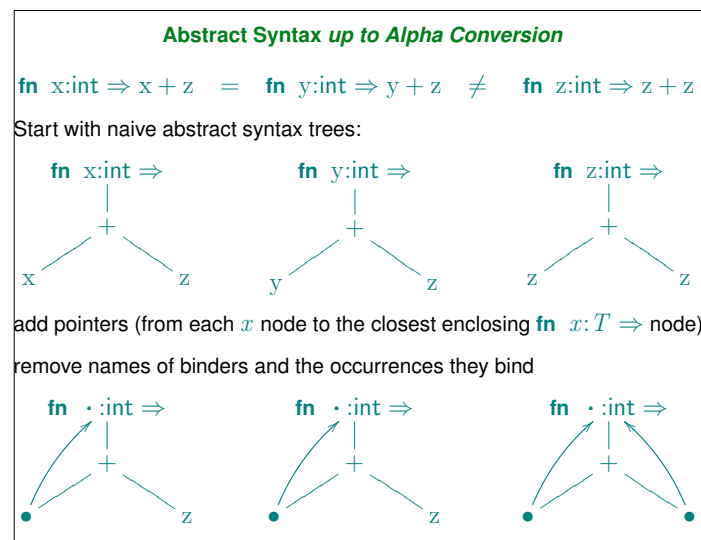 Abstract Syntax up to Alpha Conversion
fn x:int ⇒ x + z = fn y:int ⇒ y + z ≠ fn z:int ⇒ z + z
Start with naive abstract syntax trees:
fn x:int ⇒ fn y:int ⇒ fn z:int ⇒
+ + +
x z y z z z
add pointers (from each x node to the closest enclosing fn x:T ⇒ node)
remove names of binders and the occurrences they bind
fn · :int ⇒ fn · :int ⇒ fn · :int ⇒
+ + +
• z • z • •